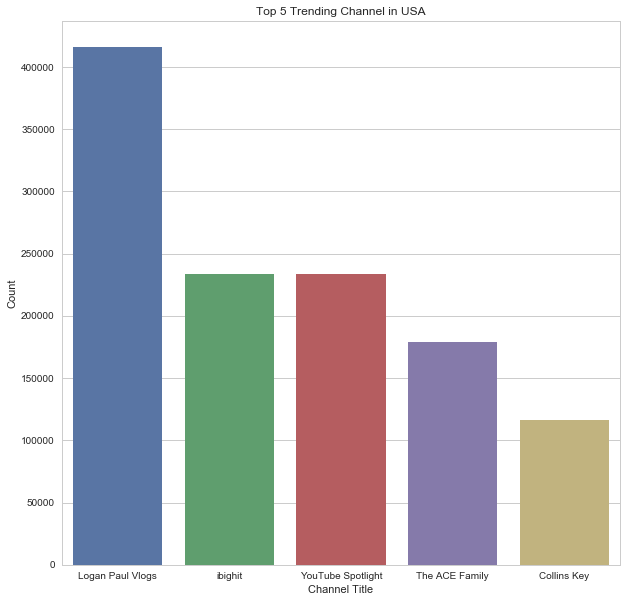 Top 5 Trending Channel in USA
Count
400000
350000
300000
250000
200000
150000
100000
50000
0
Logan Paul Vlogs
ibighit
YouTube Spotlight
The ACE Family
Collins Key
Channel Title